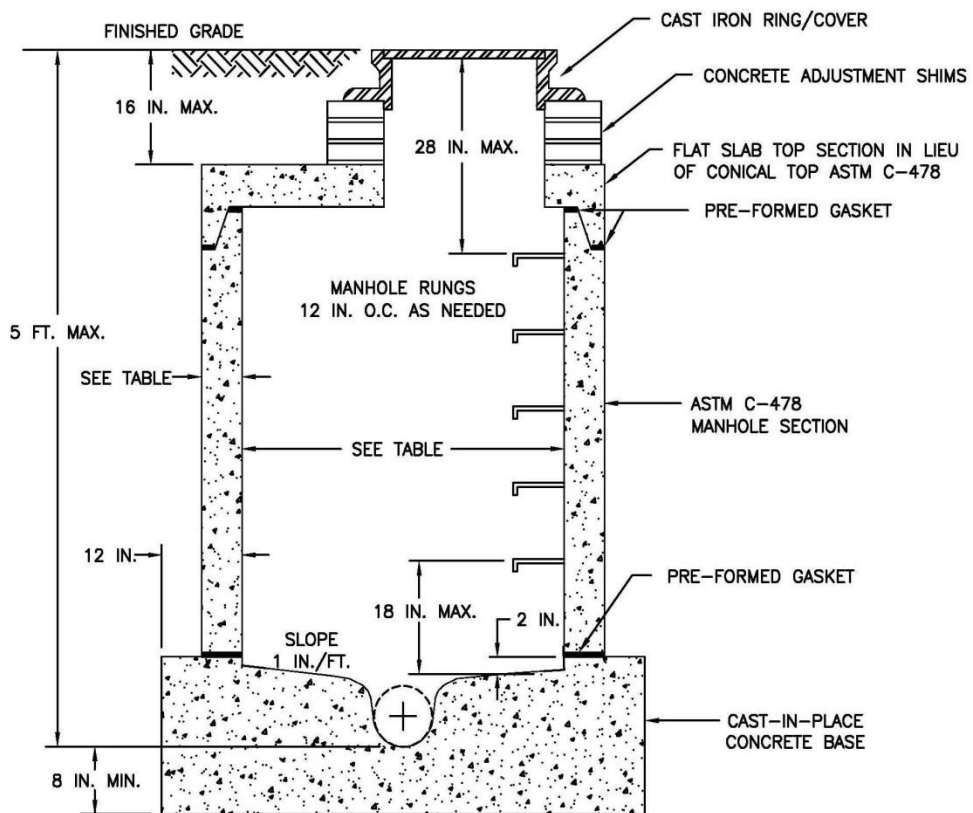 FINISHED GRADE
CAST IRON RING/COVER
CONCRETE ADJUSTMENT SHIMS
16 IN. MAX.
28 IN. MAX.
FLAT SLAB TOP SECTION IN LIEU
OF CONICAL TOP ASTM C-478
PRE-FORMED GASKET
MANHOLE RUNGS
12 IN. O.C. AS NEEDED
5 FT. MAX.
SEE TABLE
ASTM C-478
MANHOLE SECTION
SEE TABLE
12 IN.
PRE-FORMED GASKET
18 IN. MAX.
2 IN.
SLOPE
1 IN./FT.
CAST-IN-PLACE
CONCRETE BASE
8 IN. MIN.